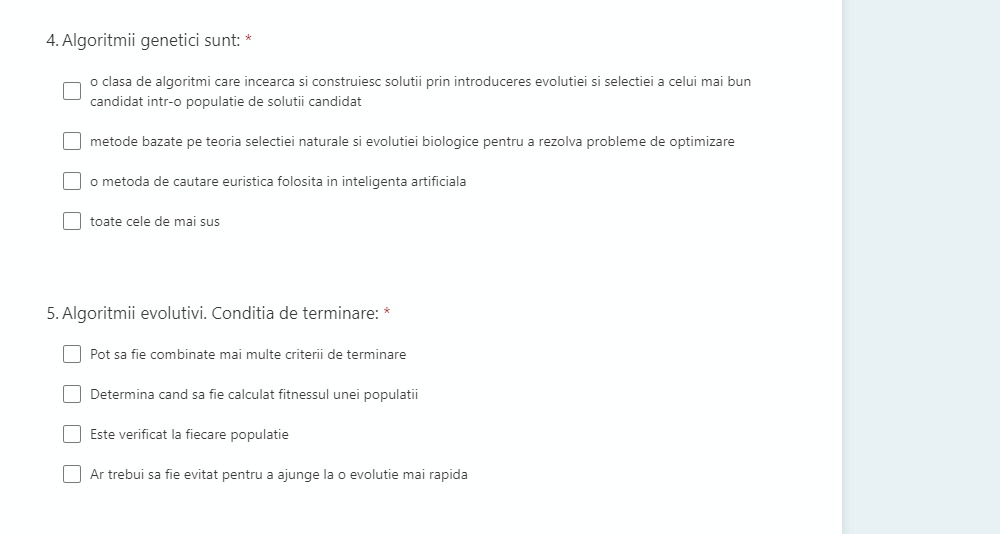 4. Algoritmii genetici sunt: *
o clasa de algoritmi care incearca si construiesc solutii prin introduceres evolutiei si selectiei a celui mai bun
candidat intr-o populatie de solutii candidat
metode bazate pe teoria selectiei naturale si evolutiei biologice pentru a rezolva probleme de optimizare
o metoda de cautare euristica folosita in inteligenta artificiala
toate cele de mai sus
5. Algoritmii evolutivi. Conditia de terminare: *
Pot sa fie combinate mai multe criterii de terminare
Determina cand sa fie calculat fitnessul unei populatii
Este verificat la fiecare populatie
Ar trebui sa fie evitat pentru a ajunge la o evolutie mai rapida